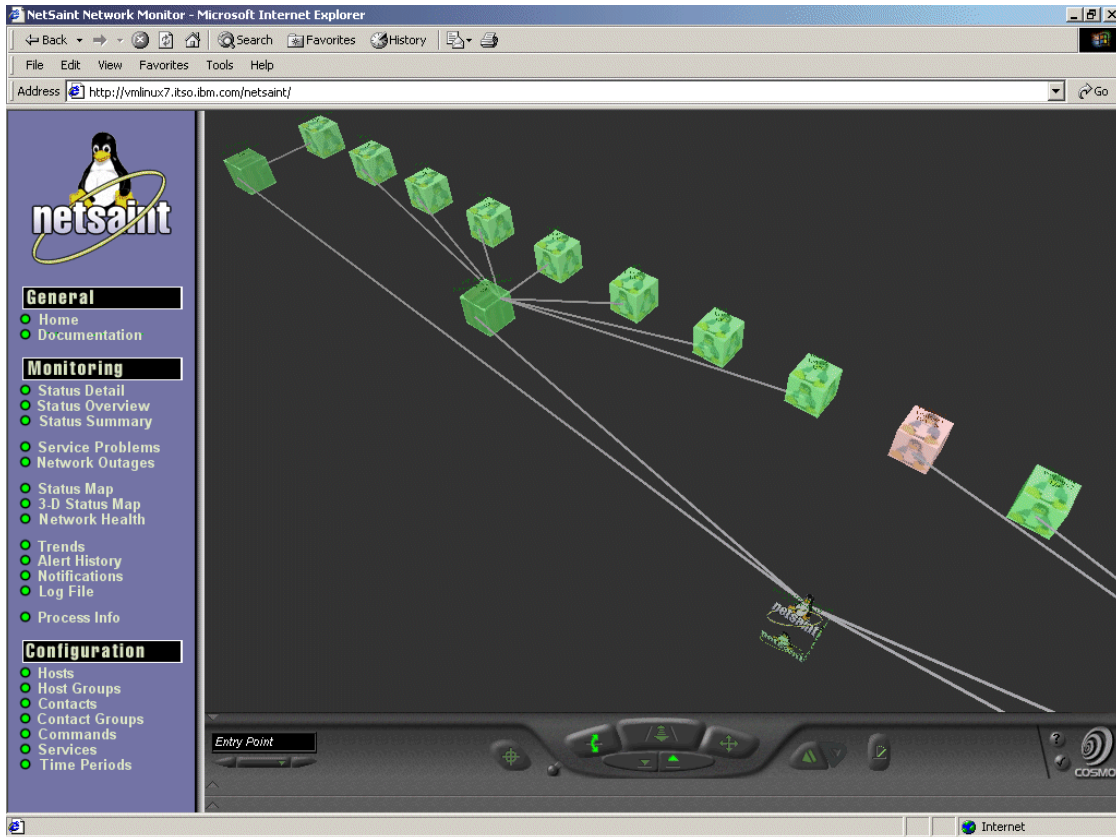 NetSaint Network Monitor - Microsoft Internet Explorer
Back Search Favorites History
File Edit View Favorites Tools Help
Address http://vmlinux7.itso.ibm.com/netsaint/ Go
netsaint
General
Home
Documentation
Monitoring
Status Detail
Status Overview
Status Summary
Service Problems
Network Outages
Status Map
3-D Status Map
Network Health
Trends
Alert History
Notifications
Log File
Process Info
Configuration
Hosts
Host Groups
Contacts
Contact Groups
Commands
Services
Time Periods
netsaint
Entry Point
COSMO
Internet